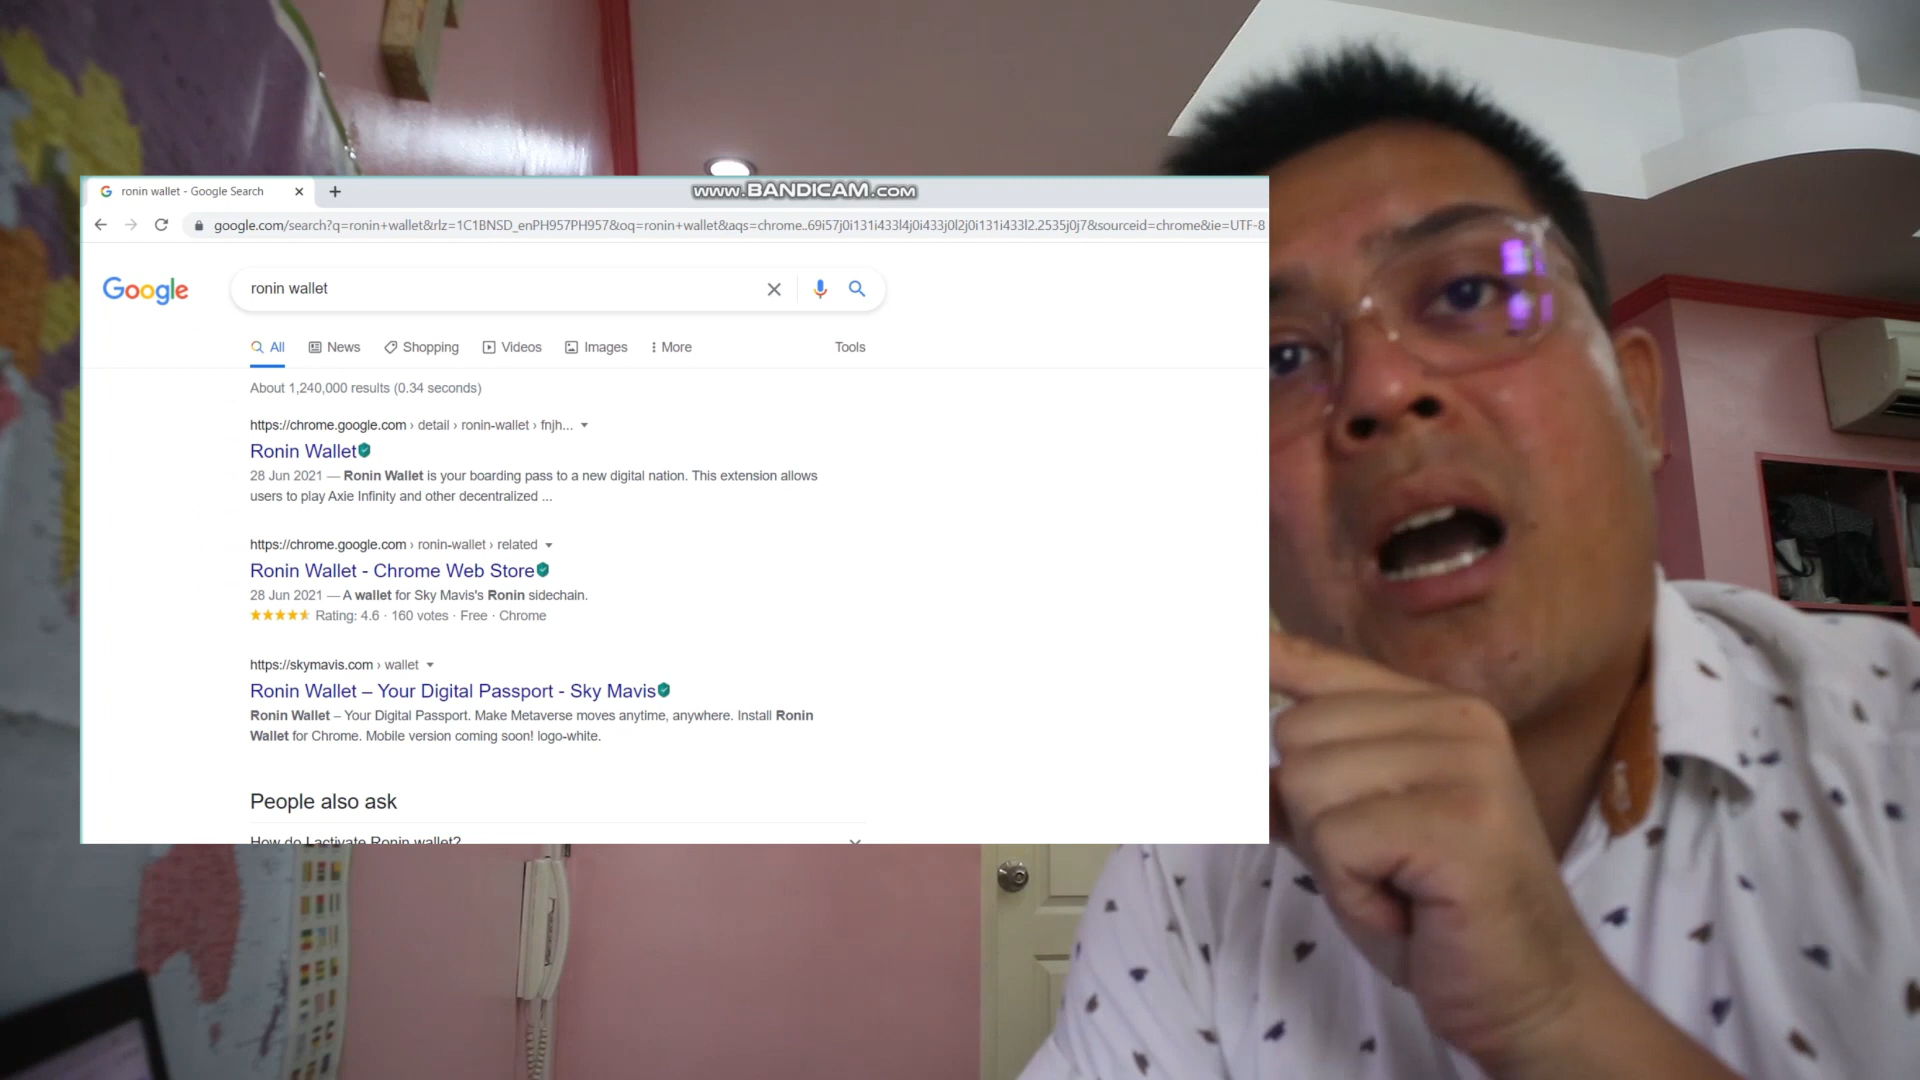 ronin wallet - Google Search
www.BANDICAM.com
google.com/search?q=ronin+wallet&rlz=1C1BNSD_enPH957PH957&oq=ronin+wallet&aqs=chrome..69i57j0i131i433l4j0i433j0l2j0i131i433l2.2535j0j7&sourceid=chrome&ie=UTF-8
Google
ronin wallet
All News Shopping Videos Images More Tools
About 1,240,000 results (0.34 seconds)
https://chrome.google.com › detail › ronin-wallet › fnjh...
Ronin Wallet
28 Jun 2021 — Ronin Wallet is your boarding pass to a new digital nation. This extension allows
users to play Axie Infinity and other decentralized ...
https://chrome.google.com › ronin-wallet › related
Ronin Wallet - Chrome Web Store
28 Jun 2021 — A wallet for Sky Mavis's Ronin sidechain.
Rating: 4.6 · 160 votes · Free · Chrome
https://skymavis.com › wallet
Ronin Wallet – Your Digital Passport - Sky Mavis
Ronin Wallet – Your Digital Passport. Make Metaverse moves anytime, anywhere. Install Ronin
Wallet for Chrome. Mobile version coming soon! logo-white.
People also ask
How do I activate Ronin wallet?